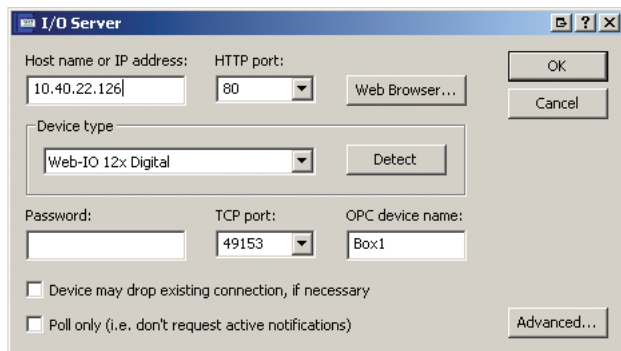 I/O Server
Host name or IP address: HTTP port:
10.40.22.126 80 Web Browser... OK
Cancel
Device type
Web-IO 12x Digital Detect
Password: TCP port: OPC device name:
49153 Box1
Device may drop existing connection, if necessary
Poll only (i.e. don't request active notifications) Advanced...